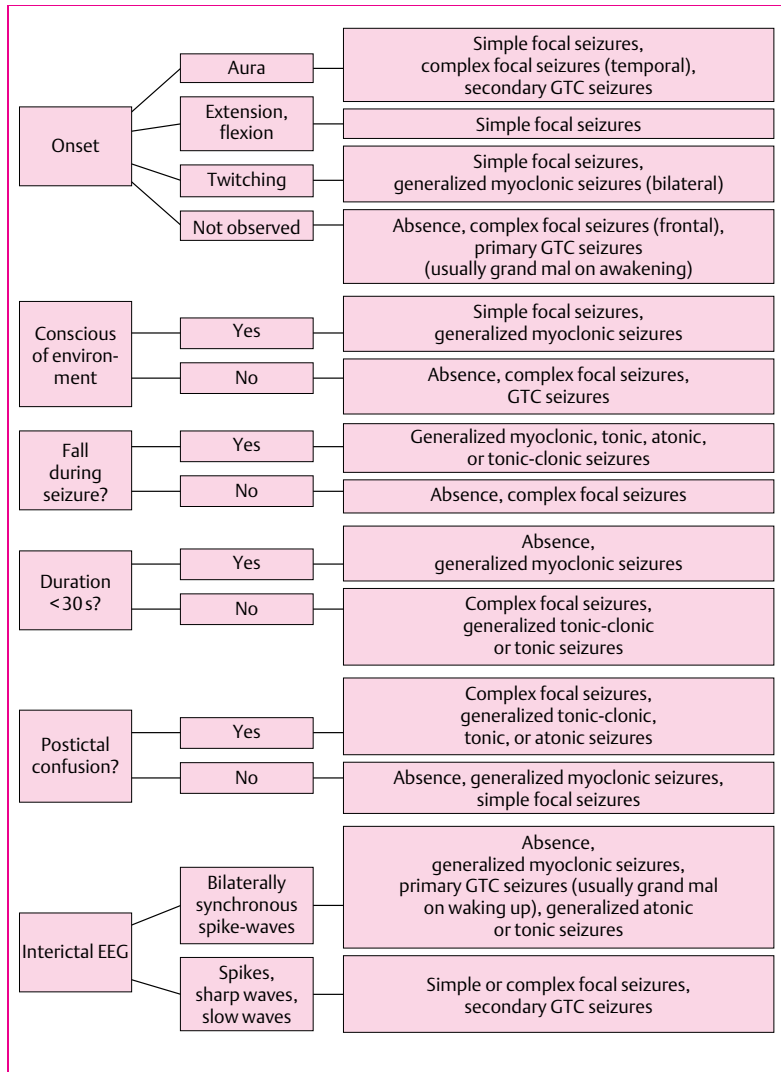 Onset
Aura
Simple focal seizures,
complex focal seizures (temporal),
secondary GTC seizures
Extension,
flexion
Simple focal seizures
Twitching
Simple focal seizures,
generalized myoclonic seizures (bilateral)
Not observed
Absence, complex focal seizures (frontal),
primary GTC seizures
(usually grand mal on awakening)
Conscious
of environ-
ment
Yes
Simple focal seizures,
generalized myoclonic seizures
No
Absence, complex focal seizures,
GTC seizures
Fall
during
seizure?
Yes
Generalized myoclonic, tonic, atonic,
or tonic-clonic seizures
No
Absence, complex focal seizures
Duration
< 30 s?
Yes
Absence,
generalized myoclonic seizures
No
Complex focal seizures,
generalized tonic-clonic
or tonic seizures
Postictal
confusion?
Yes
Complex focal seizures,
generalized tonic-clonic,
tonic, or atonic seizures
No
Absence, generalized myoclonic seizures,
simple focal seizures
Interictal EEG
Bilaterally
synchronous
spike-waves
Absence,
generalized myoclonic seizures,
primary GTC seizures (usually grand mal
on waking up), generalized atonic
or tonic seizures
Spikes,
sharp waves,
slow waves
Simple or complex focal seizures,
secondary GTC seizures